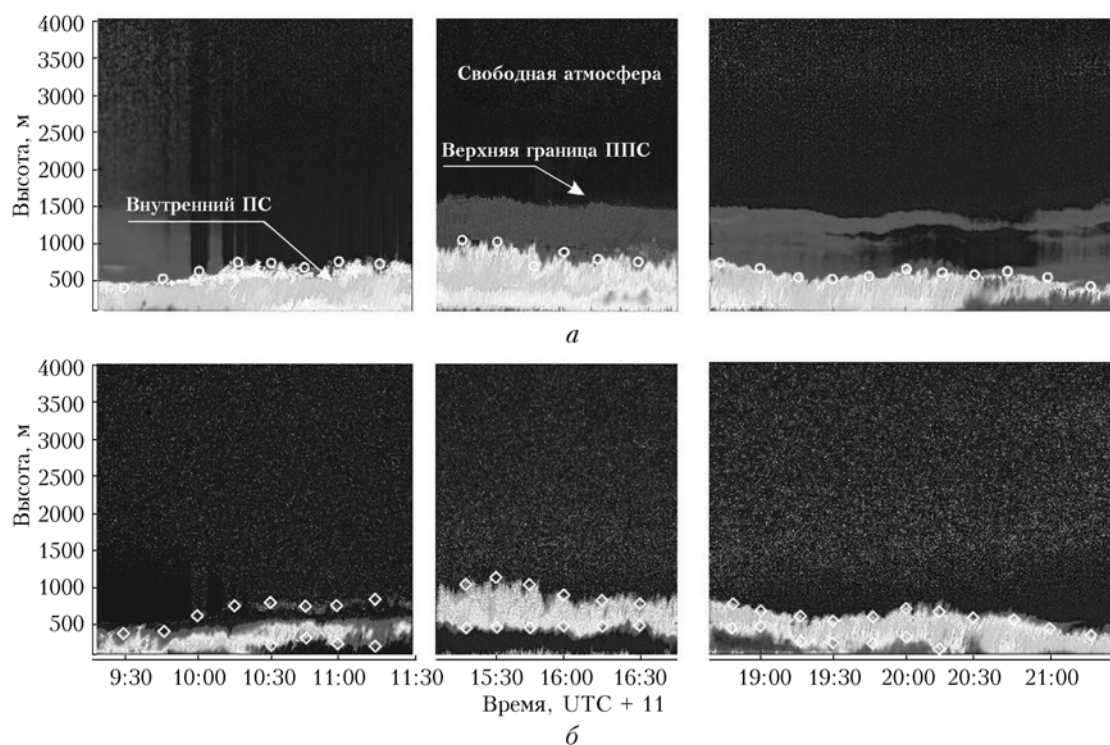 4000
3500
3000
2500
2000
1500
1000
500
Высота, м
Внутренний ПС
Свободная атмосфера
Верхняя граница ППС
а
4000
3500
3000
2500
2000
1500
1000
500
Высота, м
9:30 10:00 10:30 11:00 11:30 15:30 16:00 16:30 19:00 19:30 20:00 20:30 21:00
Время, UTC + 11
б